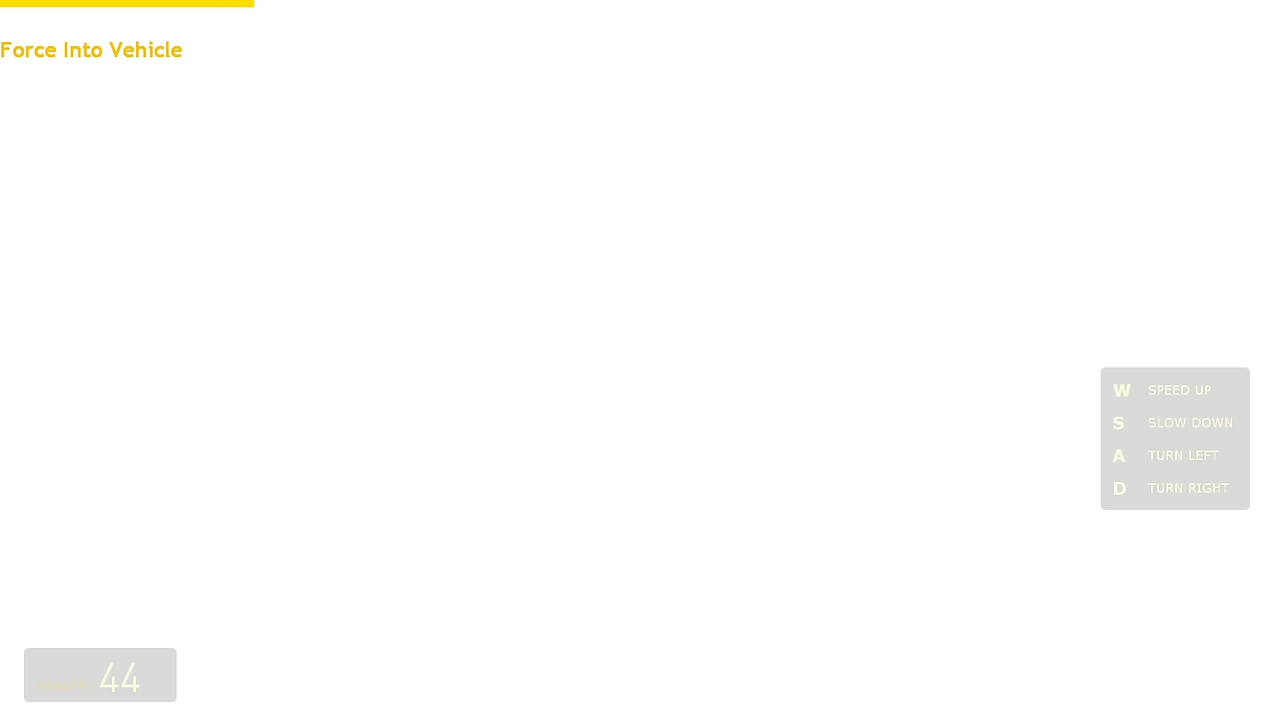 Force Into Vehicle
W SPEED UP
S SLOW DOWN
A TURN LEFT
D TURN RIGHT
44